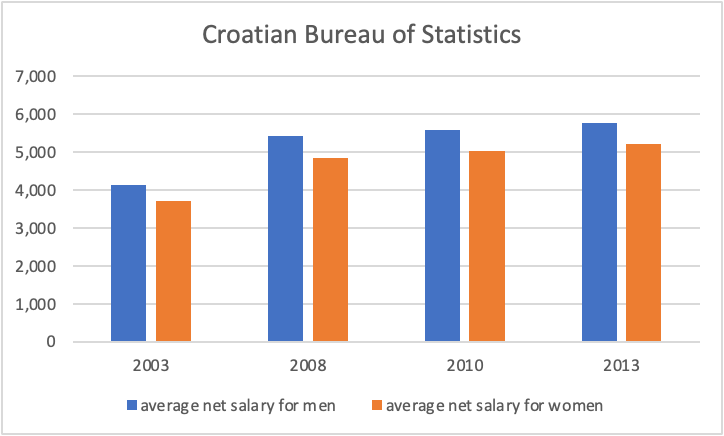 Croatian Bureau of Statistics
7,000
6,000
5,000
4,000
3,000
2,000
1,000
0
2003 2008 2010 2013
average net salary for men average net salary for women